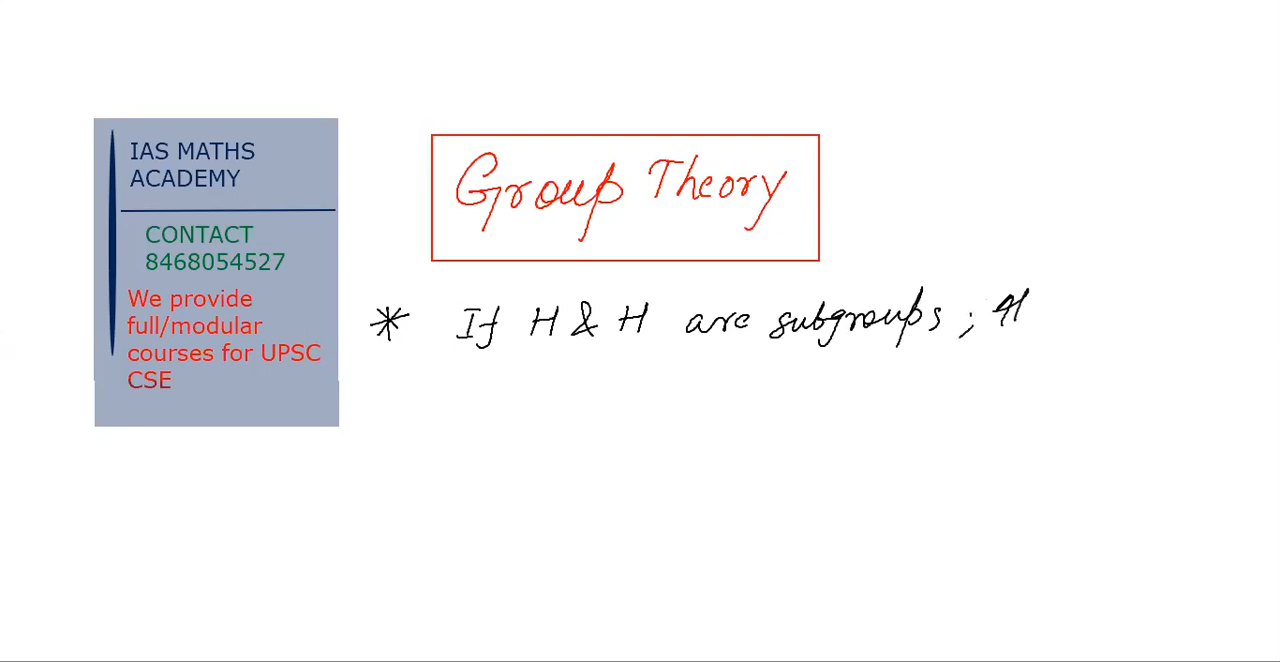 IAS MATHS
ACADEMY
CONTACT
8468054527
We provide
full/modular
courses for UPSC
CSE
Group Theory
* If H & H are subgroups ;